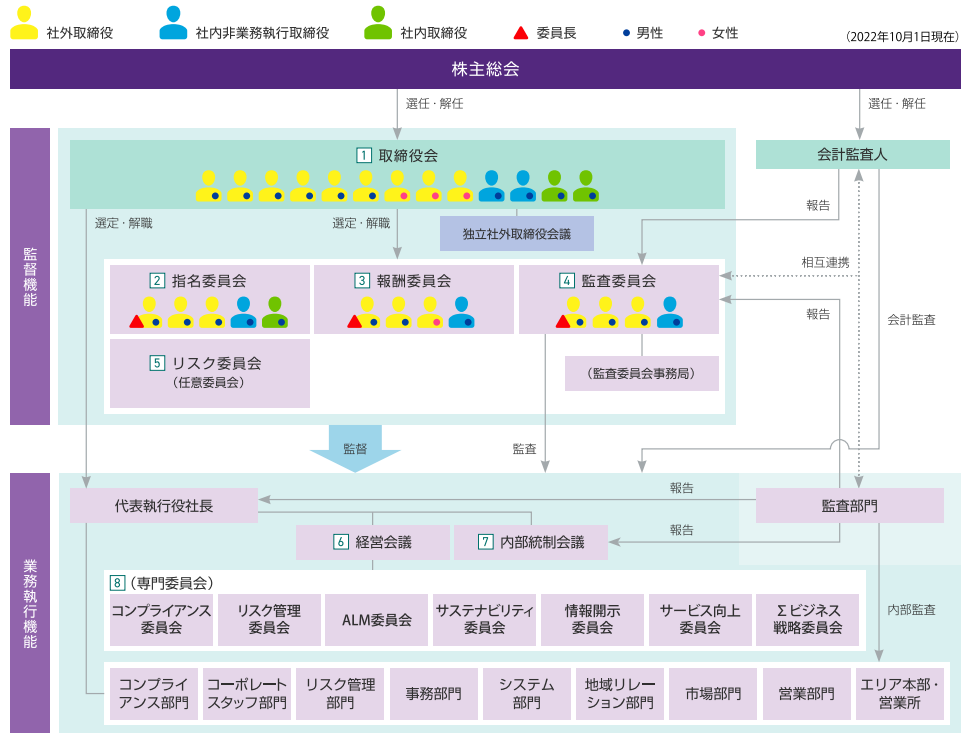 社外取締役
社内非業務執行取締役
社内取締役
委員長
男性
女性
(2022年10月1日現在)
株主総会
選任・解任
選任・解任
監督機能
1 取締役会
会計監査人
選定・解職
選定・解職
独立社外取締役会議
報告
相互連携
報告
会計監査
2 指名委員会
3 報酬委員会
4 監査委員会
5 リスク委員会
(任意委員会)
(監査委員会事務局)
監督
監査
業務執行機能
報告
代表執行役社長
監査部門
報告
6 経営会議
7 内部統制会議
内部監査
8 (専門委員会)
コンプライアンス
委員会
リスク管理
委員会
ALM委員会
サステナビリティ
委員会
情報開示
委員会
サービス向上
委員会
Σビジネス
戦略委員会
コンプライ
アンス部門
コーポレート
スタッフ部門
リスク管理
部門
事務部門
システム
部門
地域リレー
ション部門
市場部門
営業部門
エリア本部・
営業所